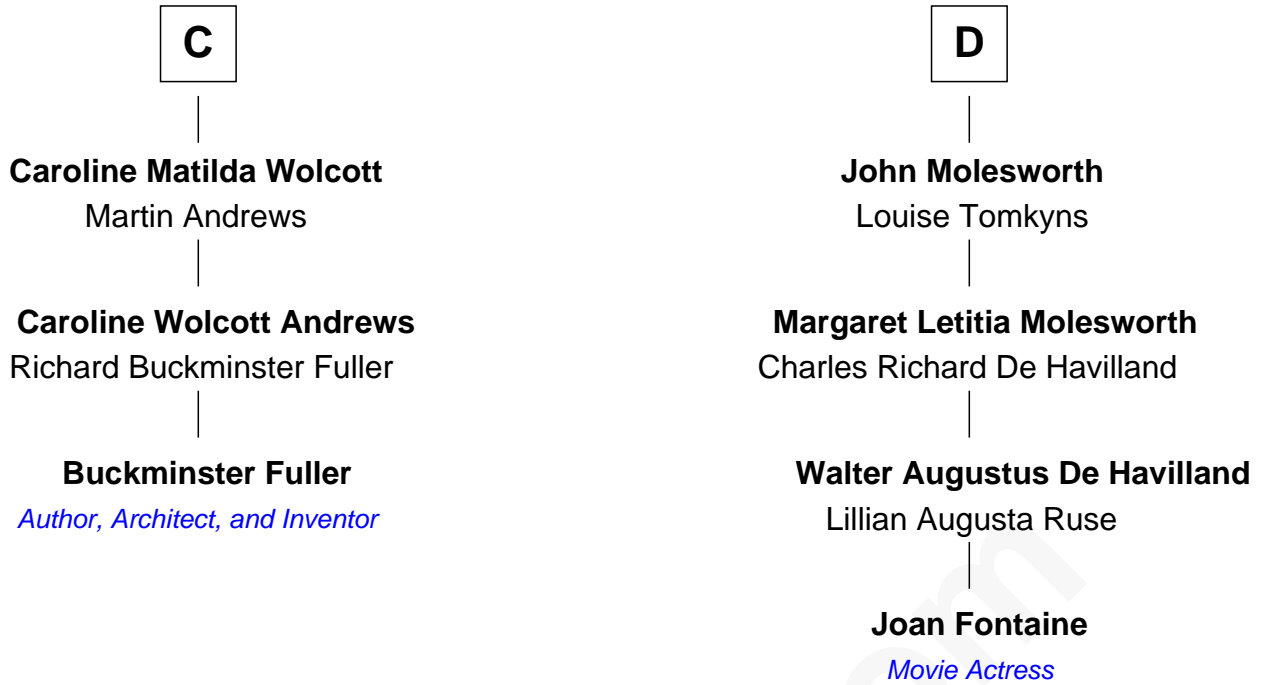 C
Caroline Matilda Wolcott
Martin Andrews
Caroline Wolcott Andrews
Richard Buckminster Fuller
Buckminster Fuller
Author, Architect, and Inventor
D
John Molesworth
Louise Tomkyns
Margaret Letitia Molesworth
Charles Richard De Havilland
Walter Augustus De Havilland
Lillian Augusta Ruse
Joan Fontaine
Movie Actress